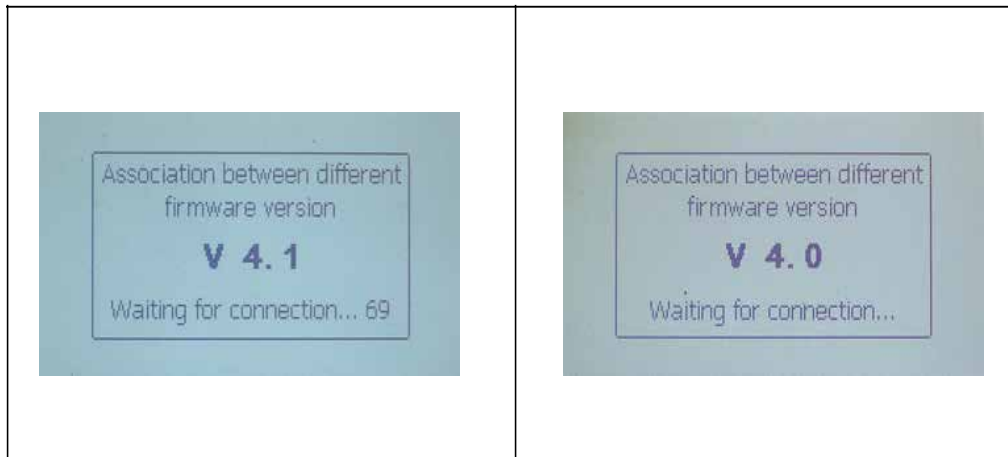 Association between different
firmware version
V 4.1
Waiting for connection... 69
Association between different
firmware version
V 4.0
Waiting for connection...